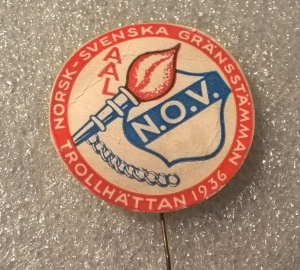 NORSK-SVENSKA GRÄNSSTÄMMAN
TROLLHÄTTAN 1936
AAL
N.O.V.